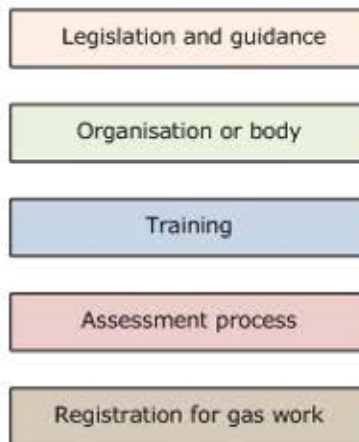 Legislation and guidance
Organisation or body
Training
Assessment process
Registration for gas work